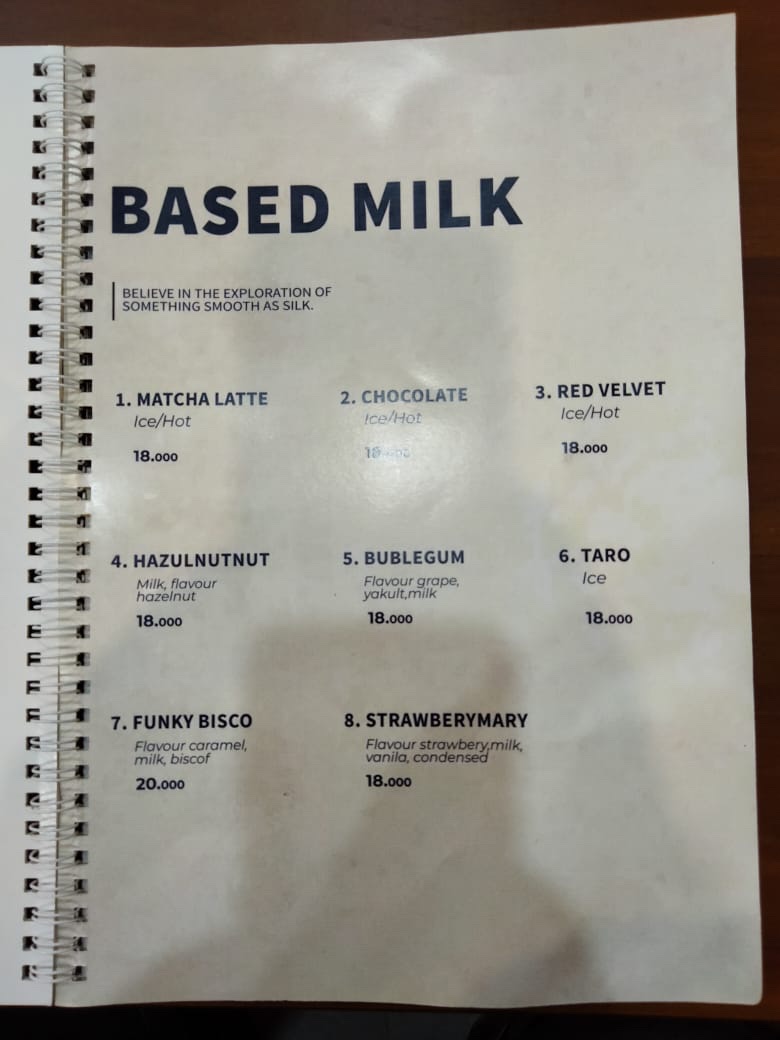 BASED MILK
BELIEVE IN THE EXPLORATION OF
SOMETHING SMOOTH AS SILK.
1. MATCHA LATTE
Ice/Hot
18.000
2. CHOCOLATE
Ice/Hot
18.000
3. RED VELVET
Ice/Hot
18.000
4. HAZULNUTNUT
Milk, flavour
hazelnut
18.000
5. BUBLEGUM
Flavour grape,
yakult,milk
18.000
6. TARO
Ice
18.000
7. FUNKY BISCO
Flavour caramel,
milk, biscof
20.000
8. STRAWBERYMARY
Flavour strawbery,milk,
vanila, condensed
18.000